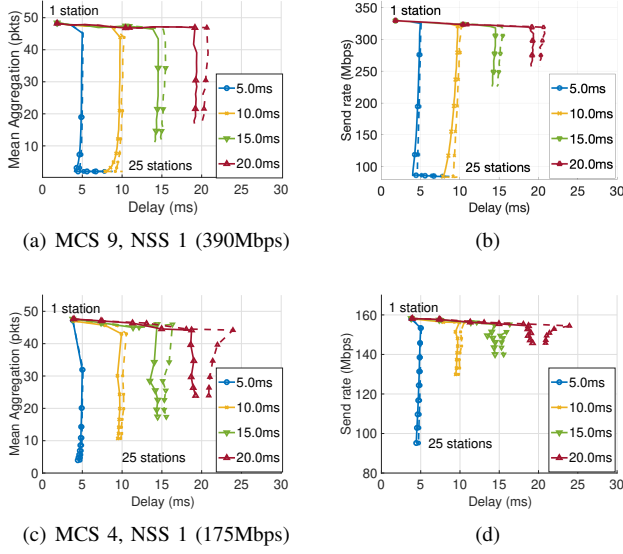 1 station
50
40
30
20
10
Mean Aggregation (pkts)
25 stations
5.0ms
10.0ms
15.0ms
20.0ms
0 5 10 15 20 25 30
Delay (ms)
(a) MCS 9, NSS 1 (390Mbps)
1 station
300
250
200
150
100
Send rate (Mbps)
25 stations
5.0ms
10.0ms
15.0ms
20.0ms
0 5 10 15 20 25 30
Delay (ms)
(b)
1 station
50
40
30
20
10
0
Mean Aggregation (pkts)
25 stations
5.0ms
10.0ms
15.0ms
20.0ms
0 5 10 15 20 25 30
Delay (ms)
(c) MCS 4, NSS 1 (175Mbps)
1 station
160
140
120
100
80
Send rate (Mbps)
25 stations
5.0ms
10.0ms
15.0ms
20.0ms
0 5 10 15 20 25 30
Delay (ms)
(d)